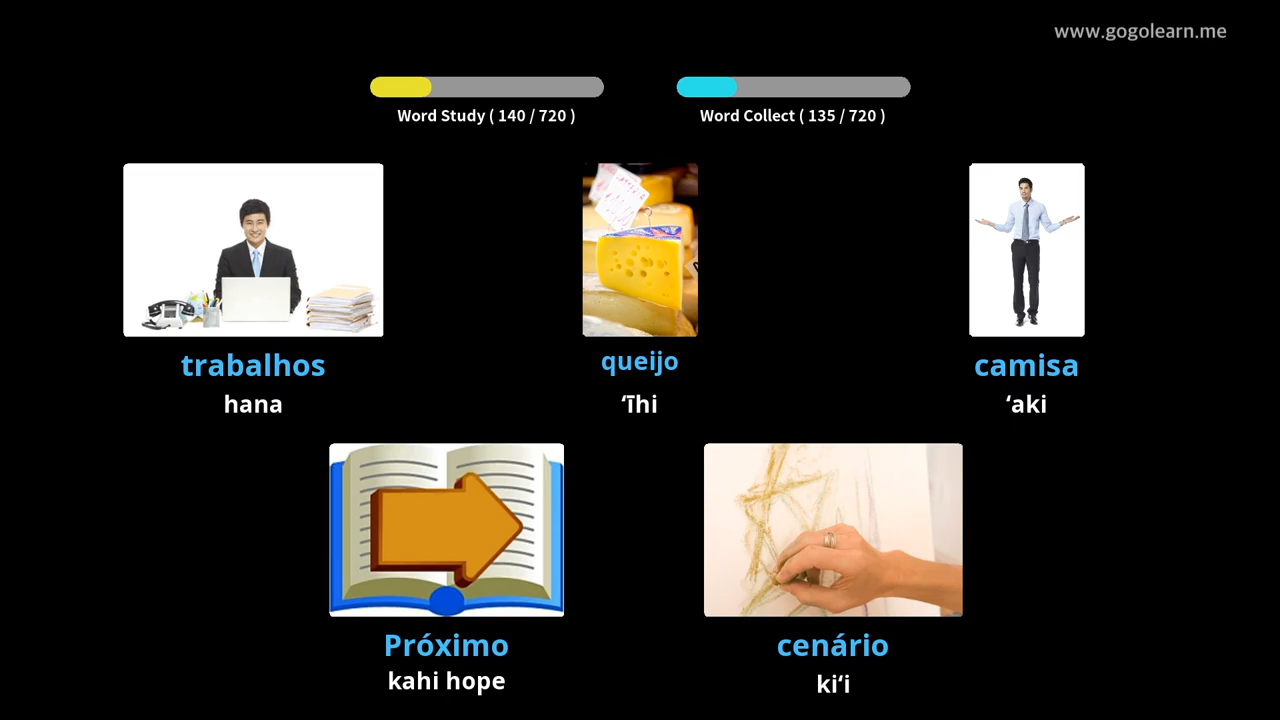 www.gogolearn.me
Word Study ( 140 / 720 )
Word Collect ( 135 / 720 )
trabalhos
hana
queijo
ʻīhi
camisa
ʻaki
Próximo
kahi hope
cenário
kiʻi